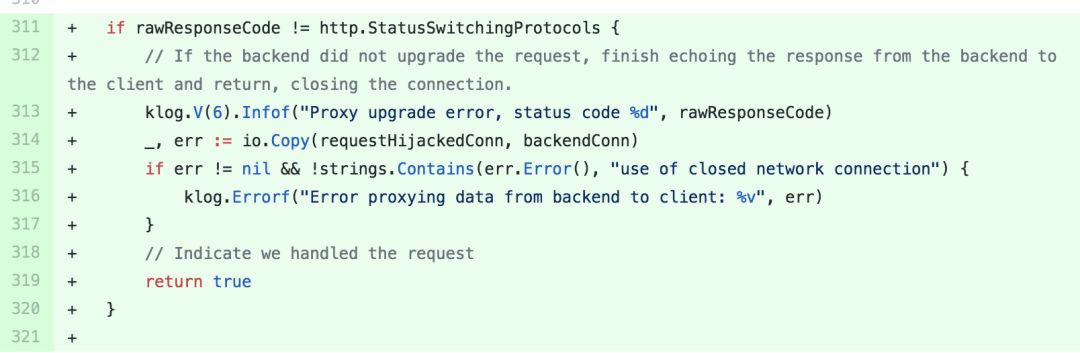 311 + if rawResponseCode != http.StatusSwitchingProtocols {
312 + // If the backend did not upgrade the request, finish echoing the response from the backend to
the client and return, closing the connection.
313 + klog.V(6).Infof("Proxy upgrade error, status code %d", rawResponseCode)
314 + _, err := io.Copy(requestHijackedConn, backendConn)
315 + if err != nil && !strings.Contains(err.Error(), "use of closed network connection") {
316 + klog.Errorf("Error proxying data from backend to client: %v", err)
317 + }
318 + // Indicate we handled the request
319 + return true
320 + }
321 +